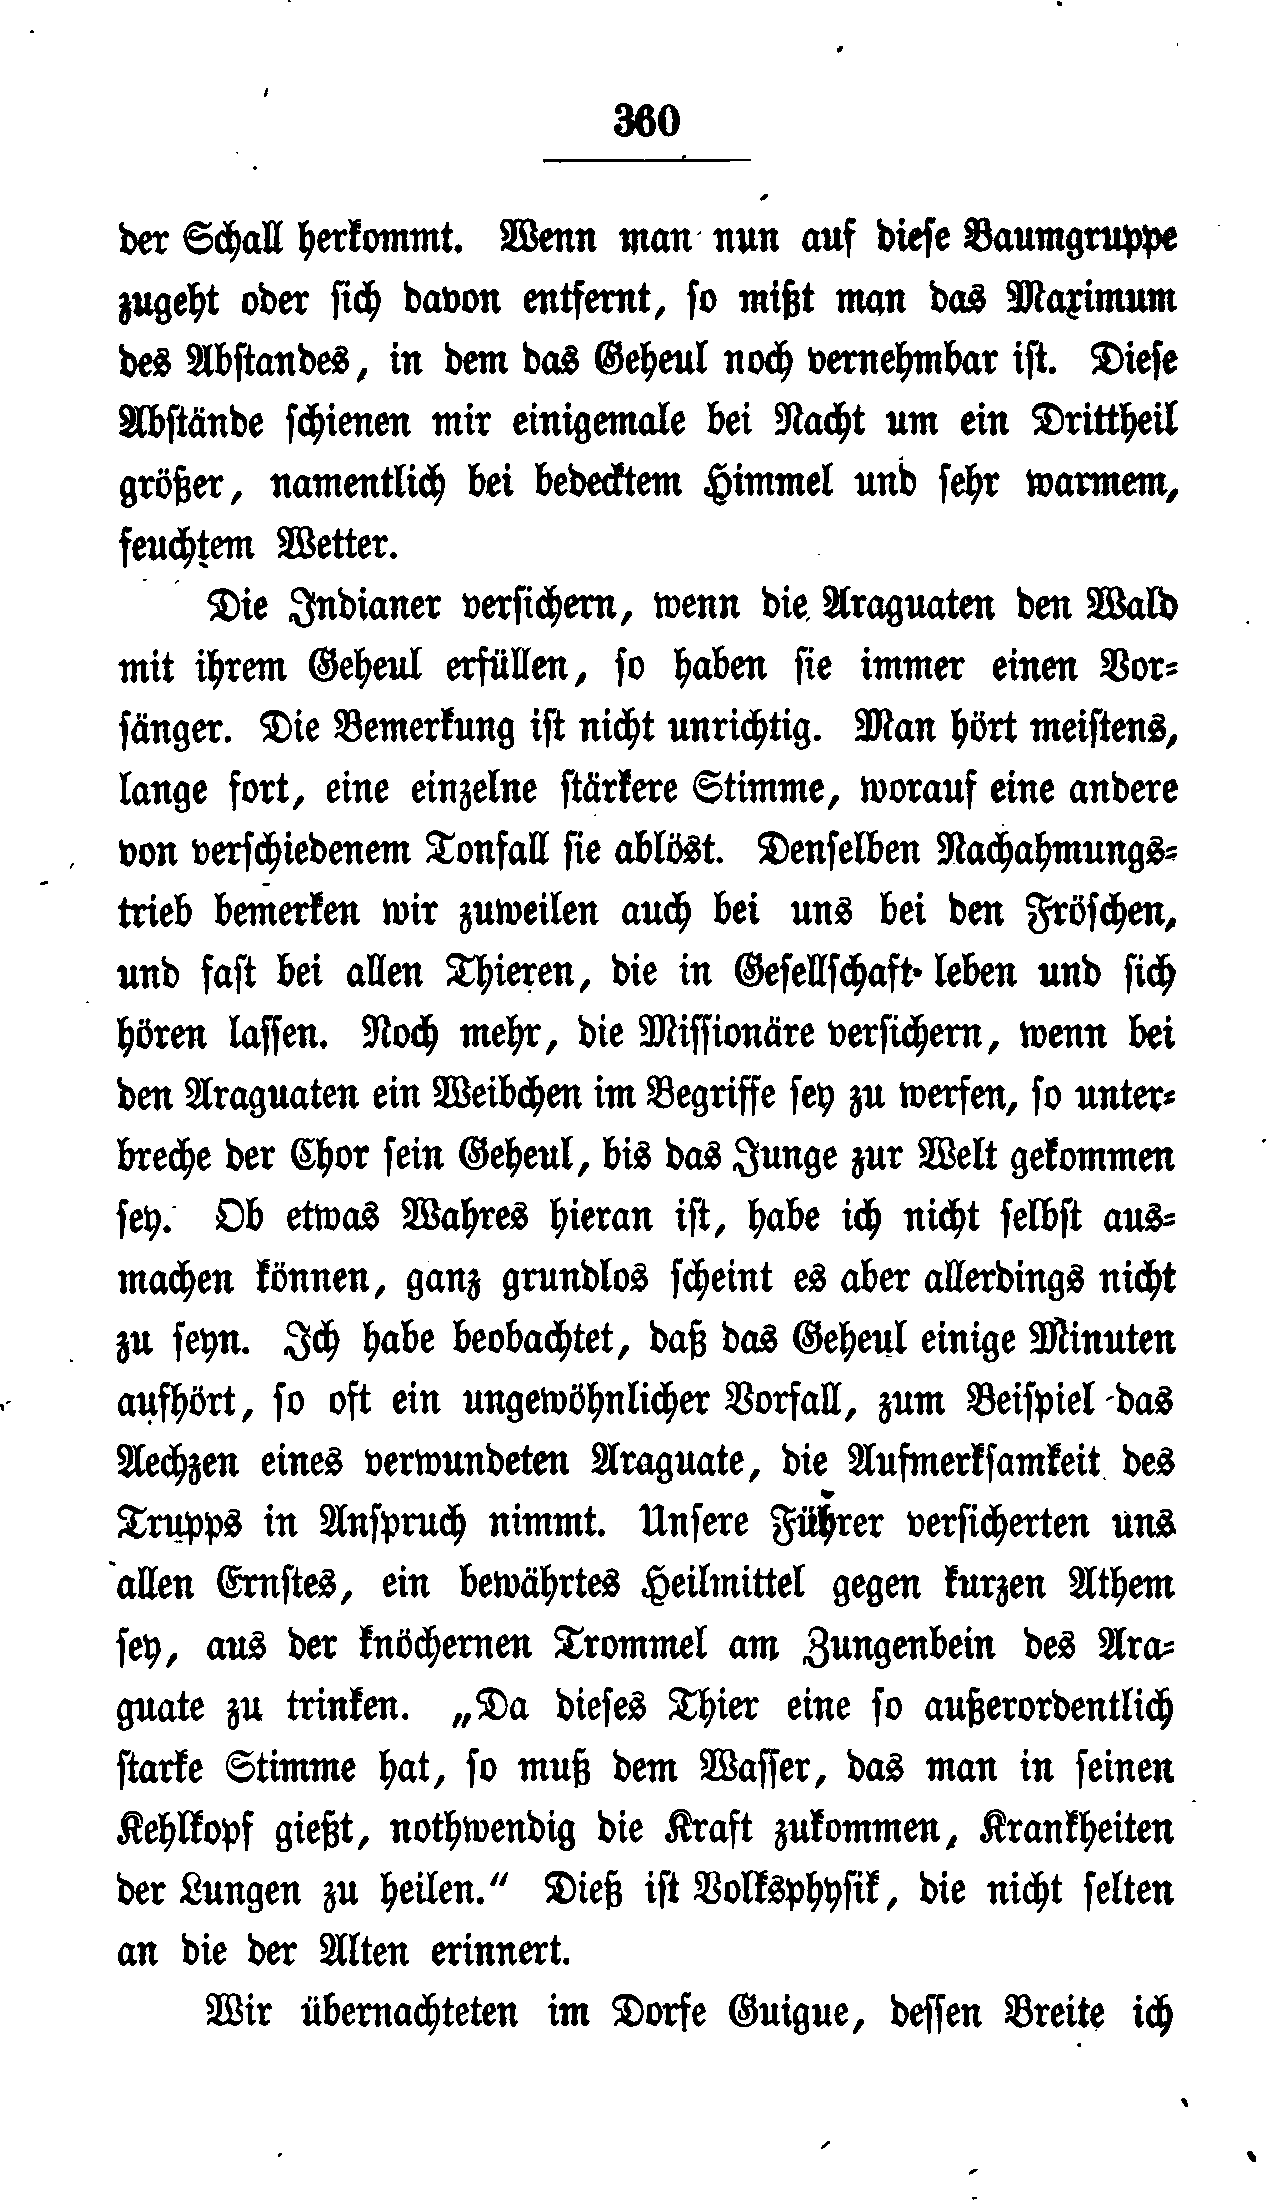 360
der Schall herkommt. Wenn man nun auf diese Baumgruppe
zugeht oder sich davon entfernt, so mißt man das Maximum
des Abstandes, in dem das Geheul noch vernehmbar ist. Diese
Abstände schienen mir einigemale bei Nacht um ein Drittheil
größer, namentlich bei bedecktem Himmel und sehr warmem,
feuchtem Wetter.
Die Indianer versichern, wenn die Araguaten den Wald
mit ihrem Geheul erfüllen, so haben sie immer einen Vor-
sänger. Die Bemerkung ist nicht unrichtig. Man hört meistens,
lange fort, eine einzelne stärkere Stimme, worauf eine andere
von verschiedenem Tonfall sie ablöst. Denselben Nachahmungs-
trieb bemerken wir zuweilen auch bei uns bei den Fröschen,
und fast bei allen Thieren, die in Gesellschaft leben und sich
hören lassen. Noch mehr, die Missionäre versichern, wenn bei
den Araguaten ein Weibchen im Begriffe sey zu werfen, so unter-
breche der Chor sein Geheul, bis das Junge zur Welt gekommen
sey. Ob etwas Wahres hieran ist, habe ich nicht selbst aus-
machen können, ganz grundlos scheint es aber allerdings nicht
zu seyn. Ich habe beobachtet, daß das Geheul einige Minuten
aufhört, so oft ein ungewöhnlicher Vorfall, zum Beispiel das
Aechzen eines verwundeten Araguate, die Aufmerksamkeit des
Trupps in Anspruch nimmt. Unsere Führer versicherten uns
allen Ernstes, ein bewährtes Heilmittel gegen kurzen Athem
sey, aus der knöchernen Trommel am Zungenbein des Ara-
guate zu trinken. „Da dieses Thier eine so außerordentlich
starke Stimme hat, so muß dem Wasser, das man in seinen
Kehlkopf gießt, nothwendig die Kraft zukommen, Krankheiten
der Lungen zu heilen." Dieß ist Volksphysik, die nicht selten
an die der Alten erinnert.
Wir übernachteten im Dorfe Guigue, dessen Breite ich